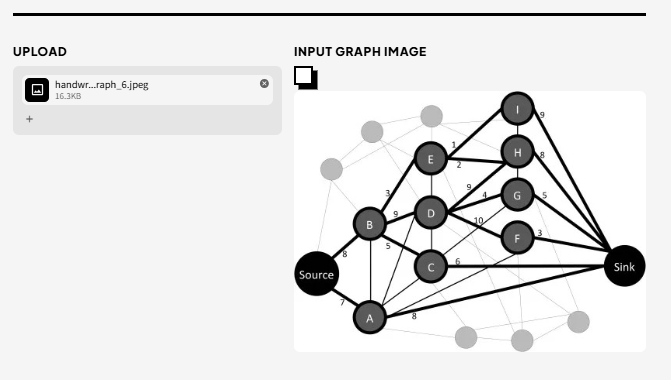 UPLOAD
INPUT GRAPH IMAGE
handwr...raph_6.jpeg
16.3KB
+
I
9
1
E
2
H
8
3
9
4
G
5
B
9
D
10
F
3
5
8
C
6
Source
Sink
7
A
8